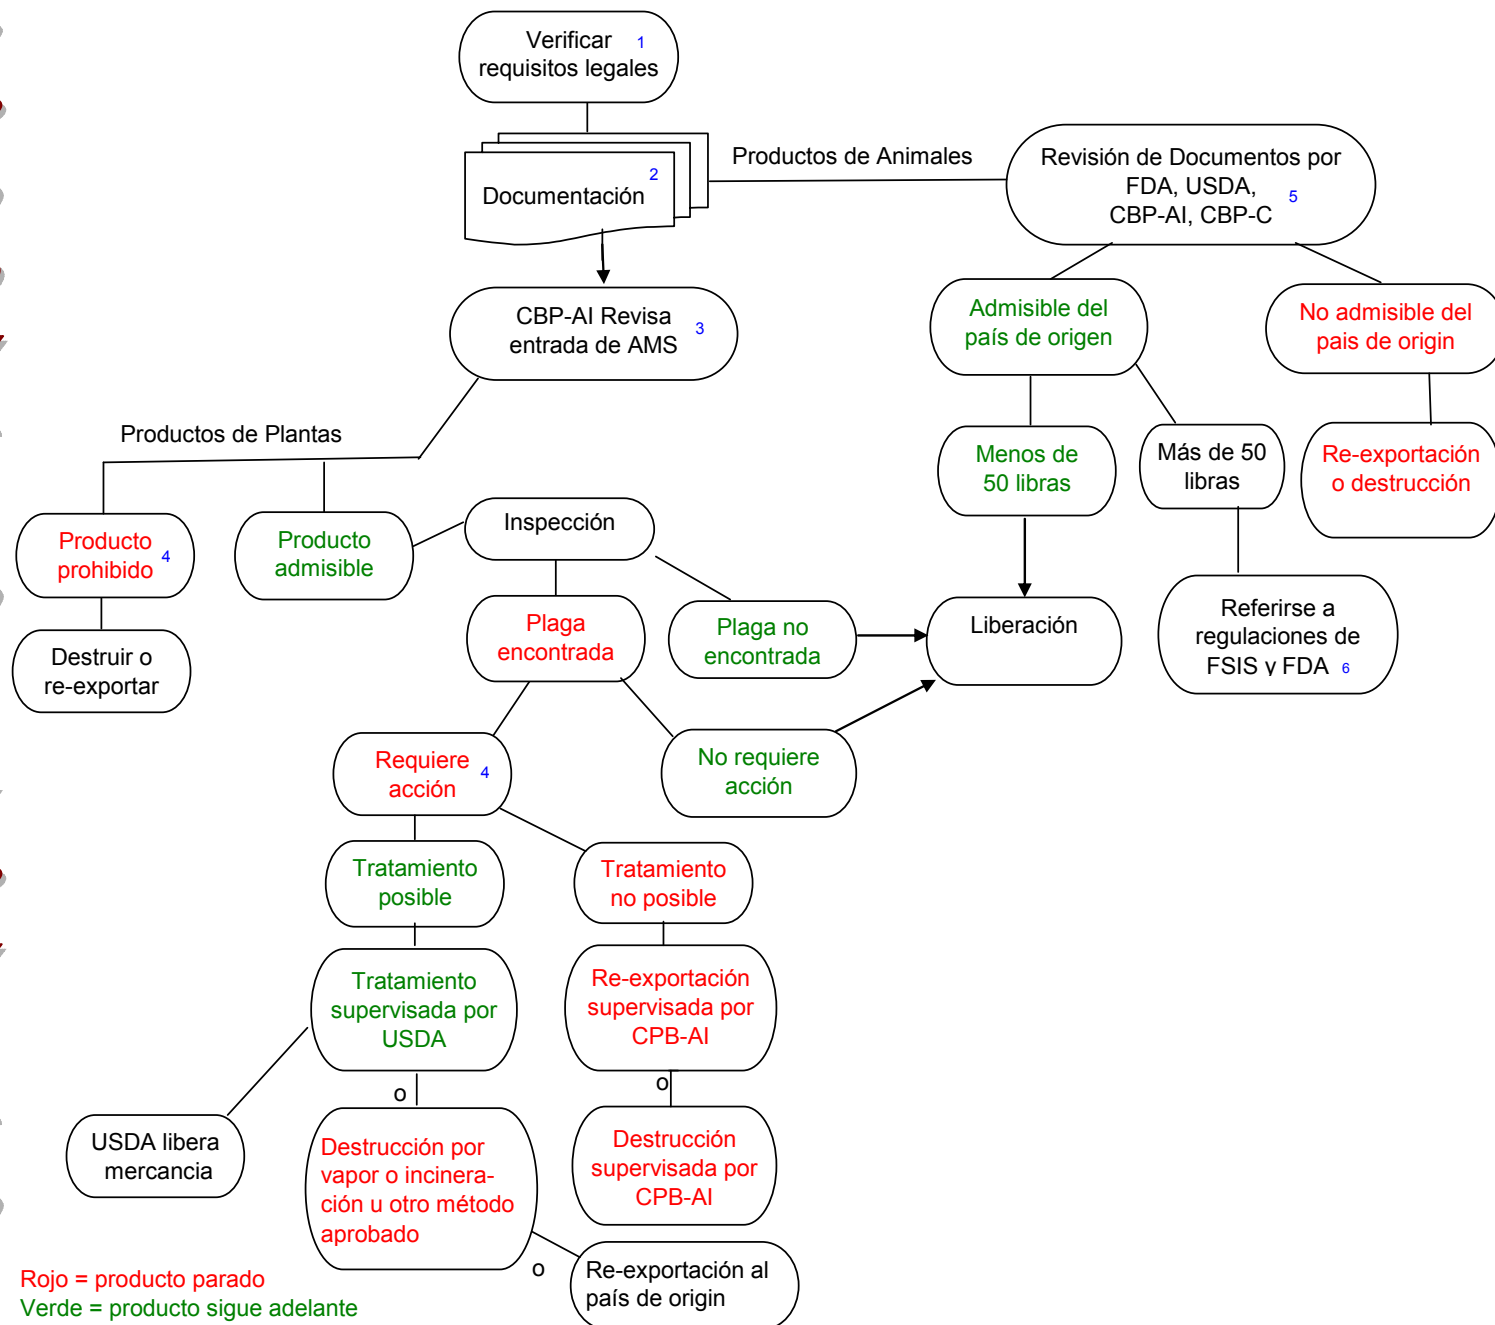 Verificar 1
requisitos legales
Productos de Animales
Documentación 2
Revisión de Documentos por
FDA, USDA,
CBP-AI, CBP-C 5
CBP-AI Revisa
entrada de AMS 3
Admisible del
país de origen
No admisible del
pais de origin
Productos de Plantas
Menos de
50 libras
Más de 50
libras
Re-exportación
o destrucción
Producto
prohibido 4
Producto
admisible
Inspección
Destruir o
re-exportar
Plaga
encontrada
Plaga no
encontrada
Liberación
Referirse a
regulaciones de
FSIS y FDA 6
Requiere
acción 4
No requiere
acción
Tratamiento
posible
Tratamiento
no posible
Tratamiento
supervisada por
USDA
Re-exportación
supervisada por
CPB-AI
o
o
USDA libera
mercancia
Destrucción por
vapor o incinera-
ción u otro método
aprobado
Destrucción
supervisada por
CPB-AI
o
Re-exportación al
país de origin
Rojo = producto parado
Verde = producto sigue adelante